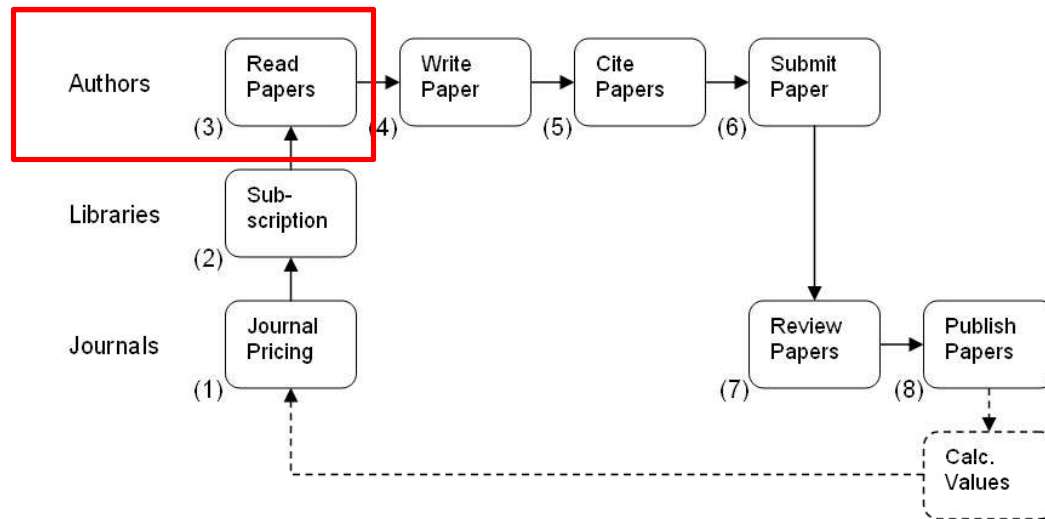 Authors
Read
Papers
(3)
Write
Paper
(4)
Cite
Papers
(5)
Submit
Paper
(6)
Libraries
Sub-
scription
(2)
Journals
Journal
Pricing
(1)
Review
Papers
(7)
Publish
Papers
(8)
Calc.
Values